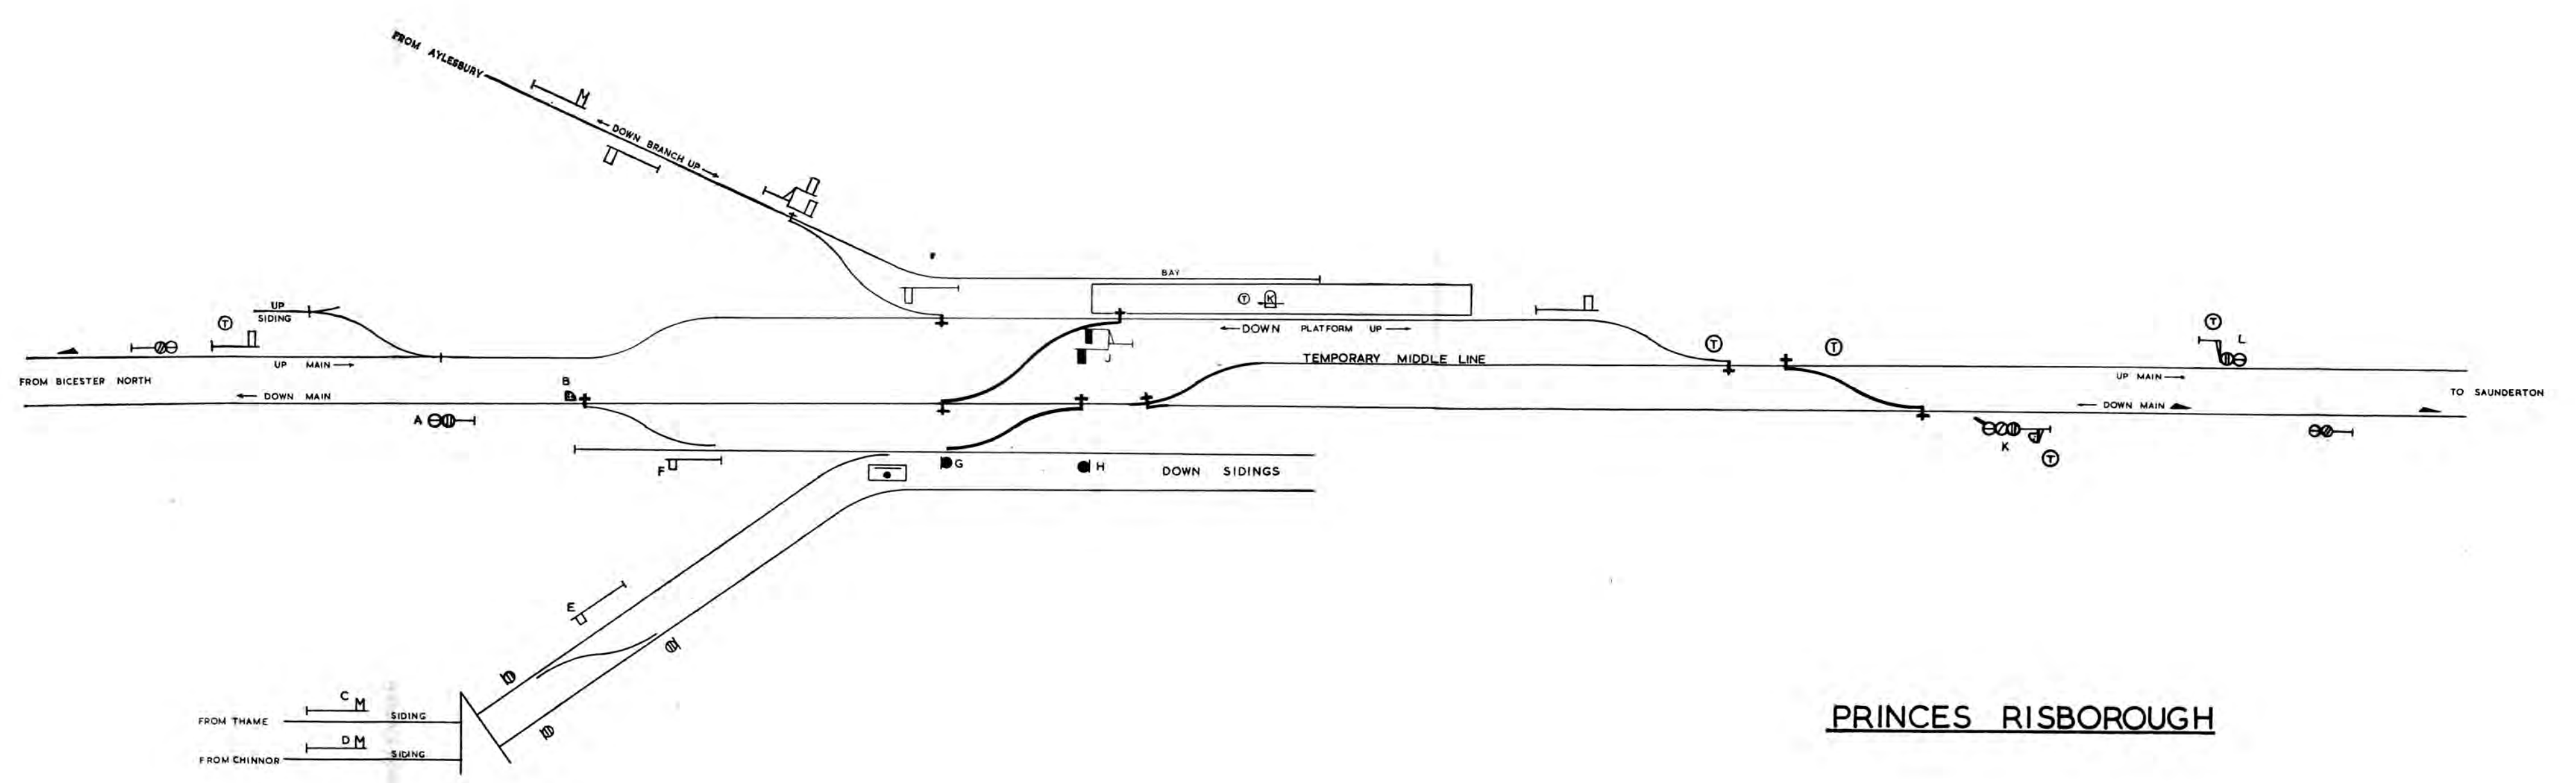 FROM AYLESBURY
M
← DOWN BRANCH UP →
BAY
T K
UP
SIDING
T
← DOWN PLATFORM UP →
J
T
T
T
L
TEMPORARY MIDDLE LINE
UP MAIN →
UP MAIN →
FROM BICESTER NORTH
B
← DOWN MAIN
TO SAUNDERTON
← DOWN MAIN
A
K
T
F
G
H
DOWN SIDINGS
E
C M
FROM THAME
SIDING
D M
FROM CHINNOR
SIDING
PRINCES RISBOROUGH